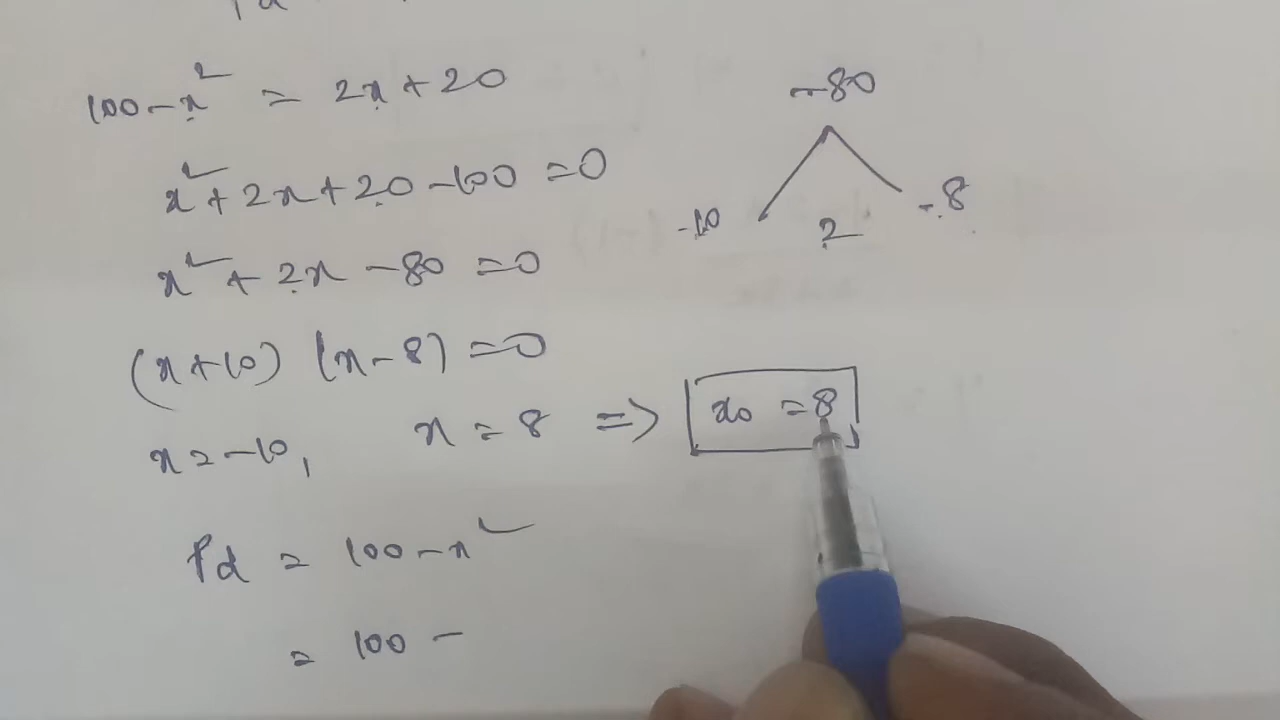 100 - x² = 2x + 20
-80
x² + 2x + 20 - 100 = 0
-10 2 -8
x² + 2x - 80 = 0
(x + 10) (x - 8) = 0
x = -10, x = 8 => x₀ = 8
Pd = 100 - x²
= 100 -